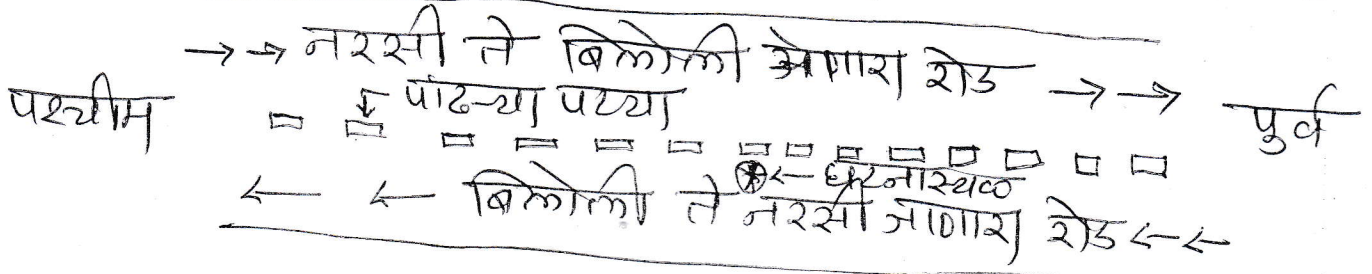 →→ नरसी ते बिलोली येणारा रोड →→
पश्चीम ↓ पांढऱ्या पट्या पुर्व
← घटनास्थळ
← ← बिलोली ते नरसी जाणारा रोड ←←